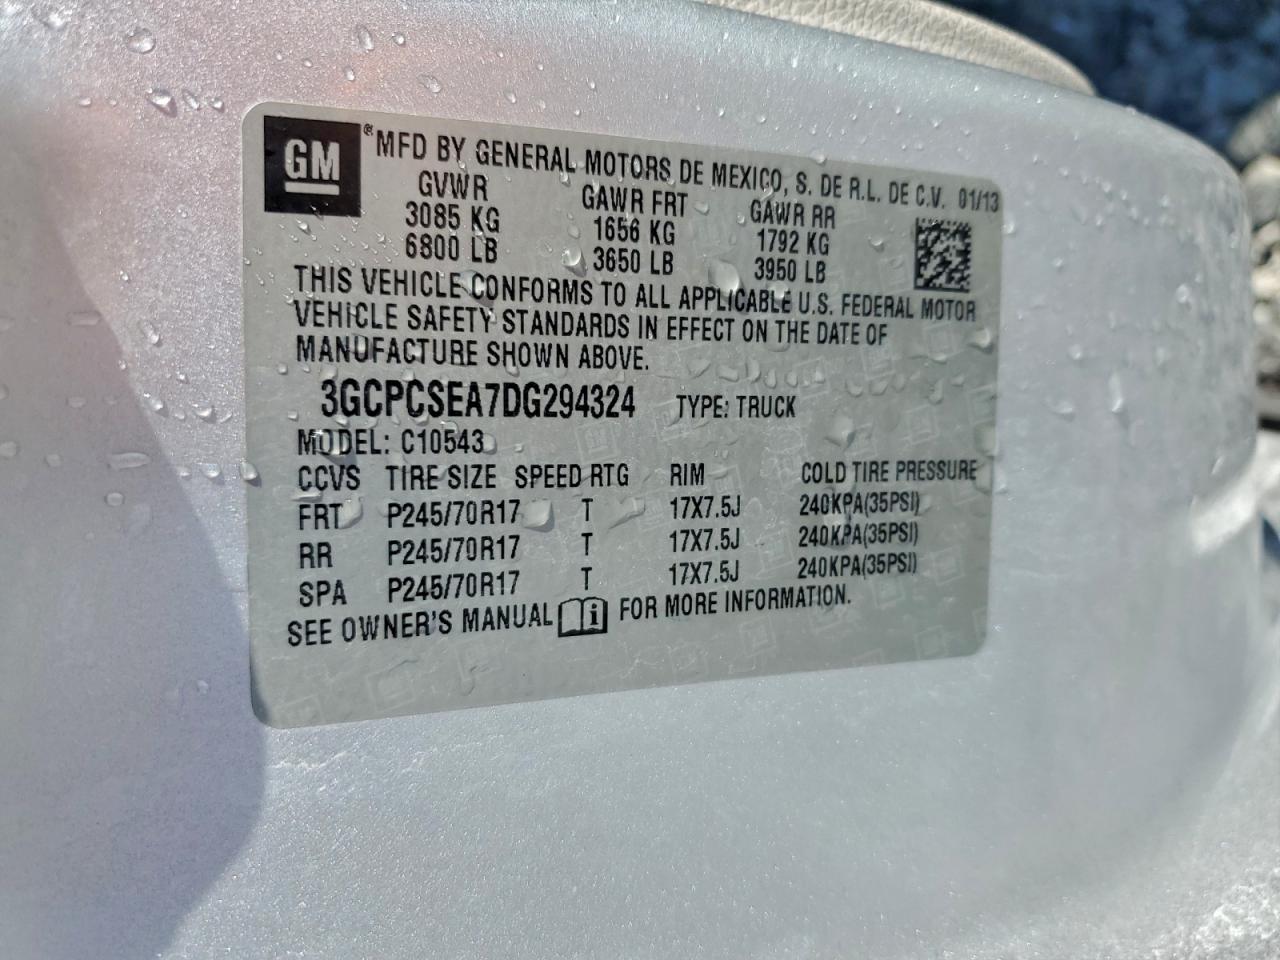 GM ® MFD BY GENERAL MOTORS DE MEXICO, S. DE R.L. DE C.V. 01/13
GVWR GAWR FRT GAWR RR
3085 KG 1656 KG 1792 KG
6800 LB 3650 LB 3950 LB
THIS VEHICLE CONFORMS TO ALL APPLICABLE U.S. FEDERAL MOTOR
VEHICLE SAFETY STANDARDS IN EFFECT ON THE DATE OF
MANUFACTURE SHOWN ABOVE.
3GCPCSEA7DG294324 TYPE: TRUCK
MODEL: C10543
CCVS TIRE SIZE SPEED RTG RIM COLD TIRE PRESSURE
FRT P245/70R17 T 17X7.5J 240KPA(35PSI)
RR P245/70R17 T 17X7.5J 240KPA(35PSI)
SPA P245/70R17 T 17X7.5J 240KPA(35PSI)
SEE OWNER'S MANUAL i FOR MORE INFORMATION.